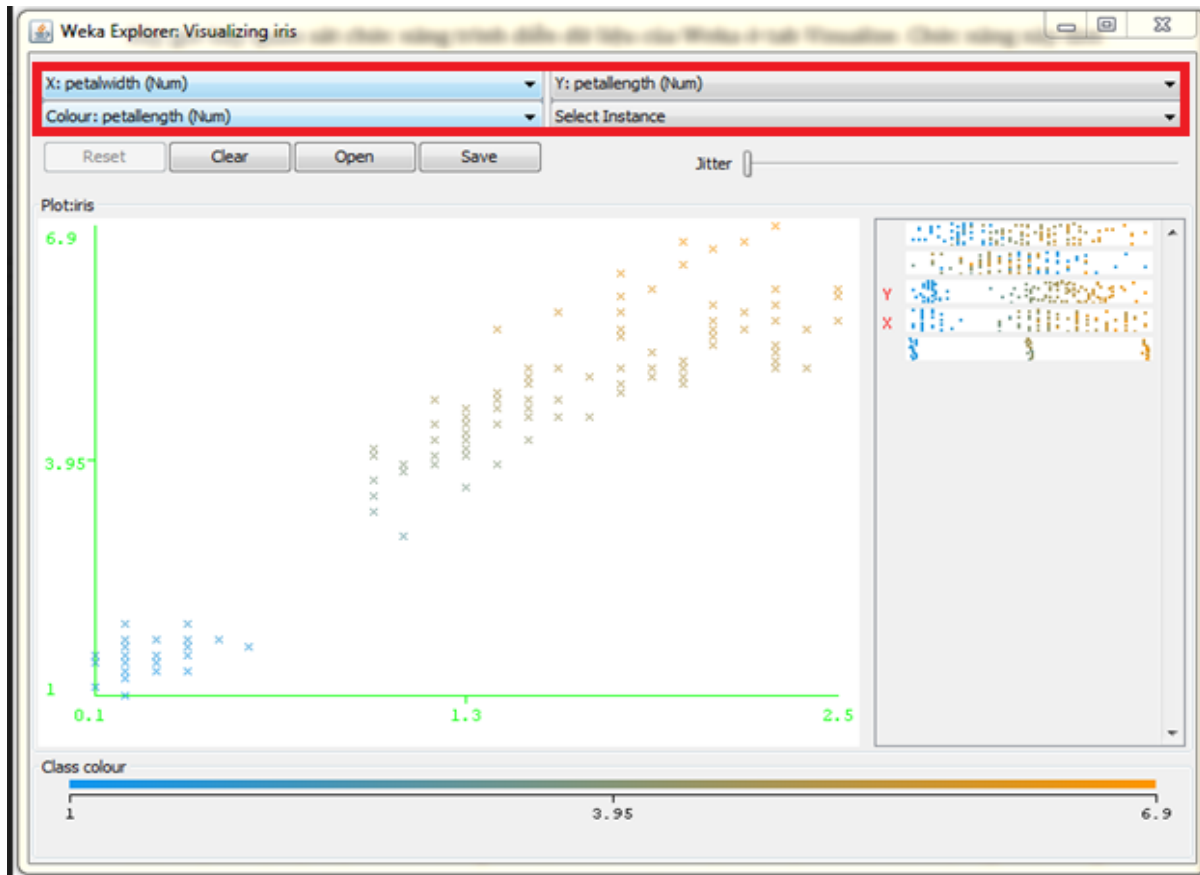 Weka Explorer: Visualizing iris
X: petalwidth (Num) Y: petallength (Num)
Colour: petallength (Num) Select Instance
Reset Clear Open Save Jitter
Plot:iris
6.9
Y
X
3.95
1
0.1 1.3 2.5
Class colour
1 3.95 6.9